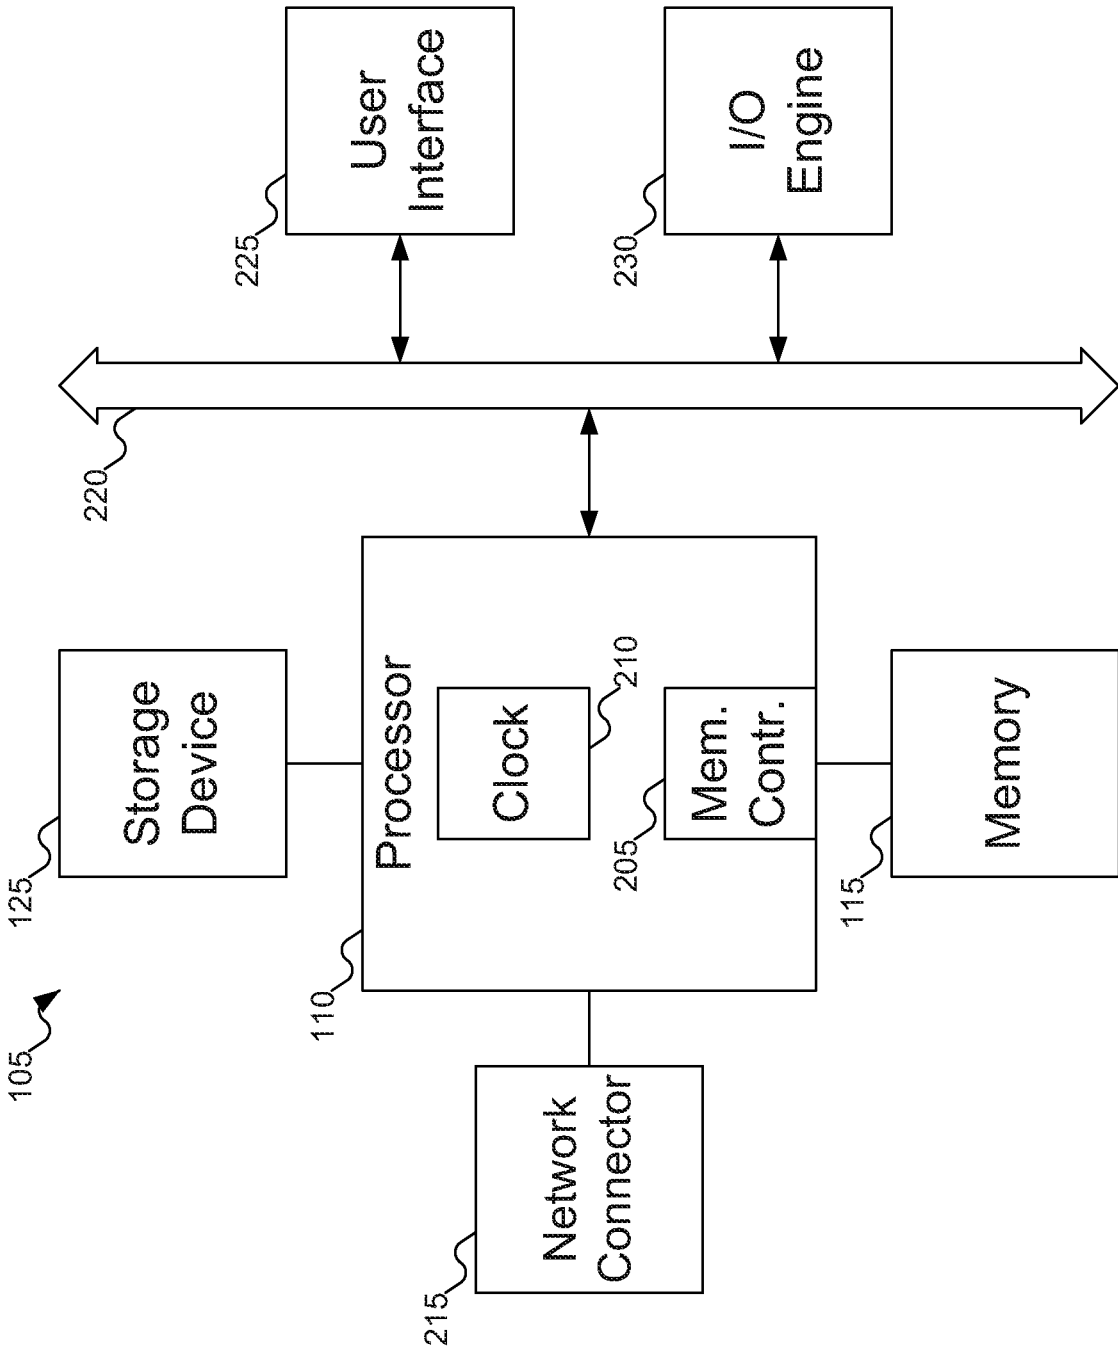 105
125
Storage
Device
110
Processor
Clock
210
205
Mem.
Contr.
115
Memory
215
Network
Connector
220
225
User
Interface
230
I/O
Engine